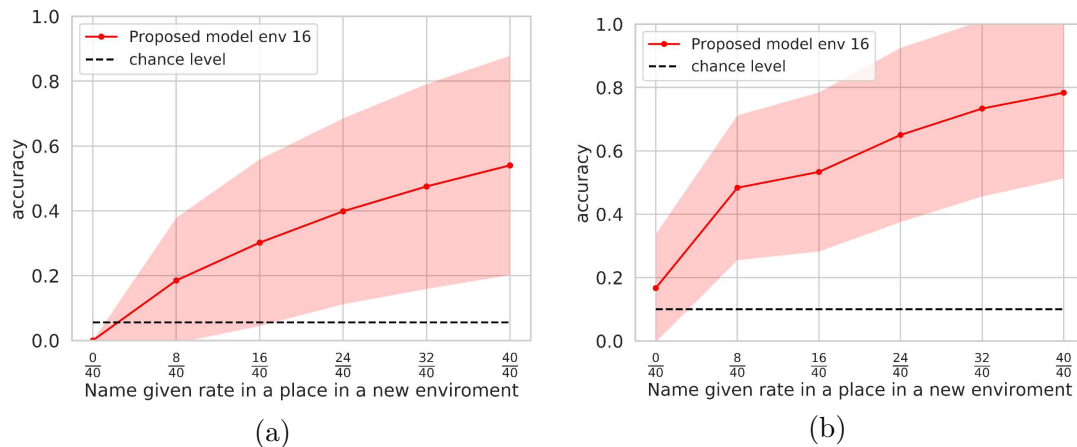 1.0
0.8
0.6
0.4
0.2
0.0
accuracy
Proposed model env 16
chance level
0/40 8/40 16/40 24/40 32/40 40/40
Name given rate in a place in a new enviroment
(a)
1.0
0.8
0.6
0.4
0.2
0.0
accuracy
Proposed model env 16
chance level
0/40 8/40 16/40 24/40 32/40 40/40
Name given rate in a place in a new enviroment
(b)